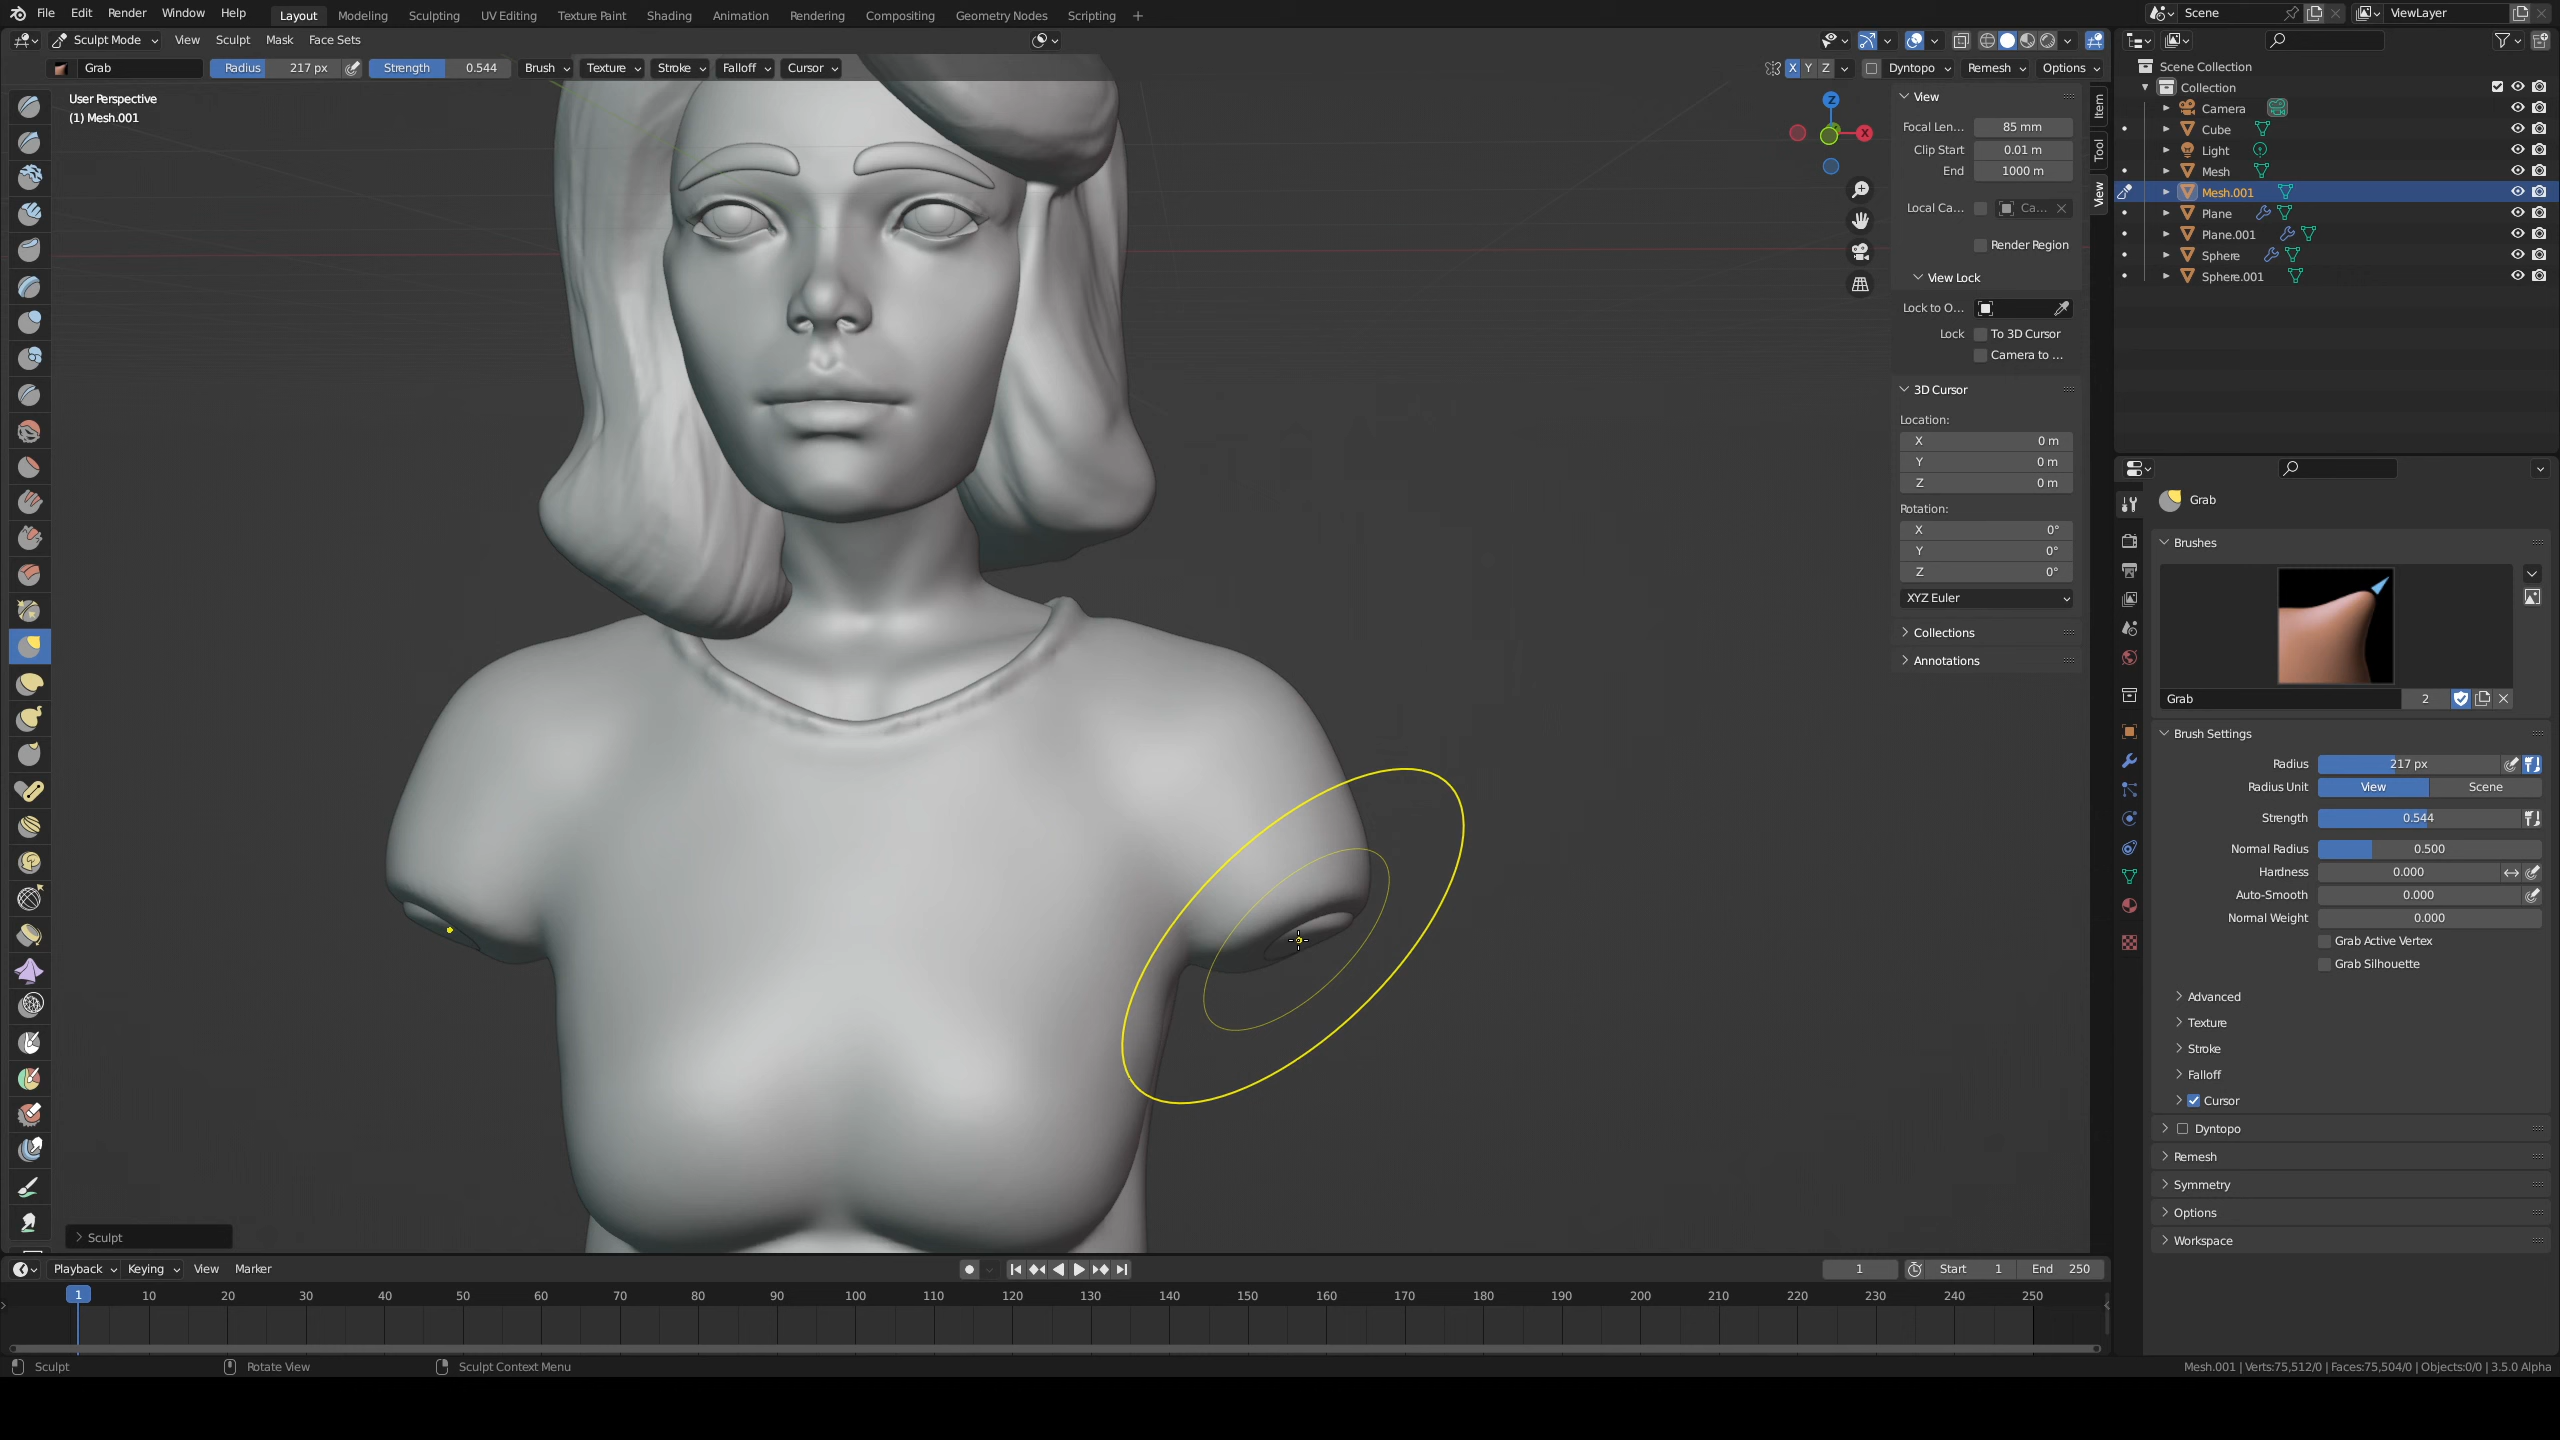 File Edit Render Window Help Layout Modeling Sculpting UV Editing Texture Paint Shading Animation Rendering Compositing Geometry Nodes Scripting + Scene ViewLayer
Sculpt Mode View Sculpt Mask Face Sets
Grab Radius 217 px Strength 0.544 Brush Texture Stroke Falloff Cursor X Y Z Dyntopo Remesh Options
User Perspective
(1) Mesh.001
Z
X
View
Focal Len... 85 mm
Clip Start 0.01 m
End 1000 m
Local Ca... Ca...
Render Region
View Lock
Lock to O...
Lock To 3D Cursor
Camera to ...
3D Cursor
Location:
X 0 m
Y 0 m
Z 0 m
Rotation:
X 0°
Y 0°
Z 0°
XYZ Euler
Collections
Annotations
Item
Tool
View
Scene Collection
Collection
Camera
Cube
Light
Mesh
Mesh.001
Plane
Plane.001
Sphere
Sphere.001
Grab
Brushes
Grab 2
Brush Settings
Radius 217 px
Radius Unit View Scene
Strength 0.544
Normal Radius 0.500
Hardness 0.000
Auto-Smooth 0.000
Normal Weight 0.000
Grab Active Vertex
Grab Silhouette
Advanced
Texture
Stroke
Falloff
Cursor
Dyntopo
Remesh
Symmetry
Options
Workspace
Sculpt
Playback Keying View Marker 1 Start 1 End 250
1 10 20 30 40 50 60 70 80 90 100 110 120 130 140 150 160 170 180 190 200 210 220 230 240 250
Sculpt Rotate View Sculpt Context Menu Mesh.001 | Verts:75,512/0 | Faces:75,504/0 | Objects:0/0 | 3.5.0 Alpha